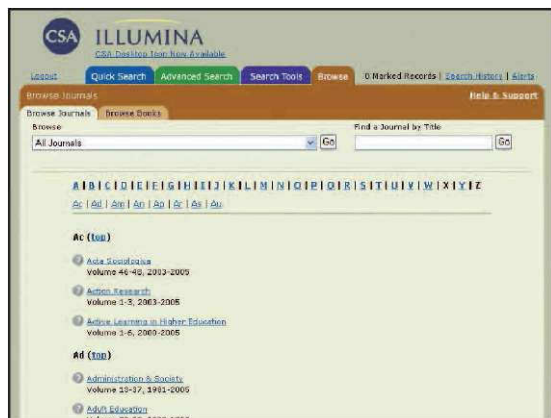 CSA ILLUMINA
CSA Desktop Icon Now Available
Logout Quick Search Advanced Search Search Tools Browse 0 Marked Records | Search History | Alerts
Browse Journals Help & Support
Browse Journals Browse Books
Browse Find a Journal by Title
All Journals Go Go
A | B | C | D | E | F | G | H | I | J | K | L | M | N | O | P | Q | R | S | T | U | V | W | X | Y | Z
Ac | Ad | Am | An | Ap | Ar | As | Au
Ac (top)
Acta Sociologica
Volume 46-48, 2003-2005
Action Research
Volume 1-3, 2003-2005
Active Learning in Higher Education
Volume 1-6, 2000-2005
Ad (top)
Administration & Society
Volume 13-37, 1981-2005
Adult Education